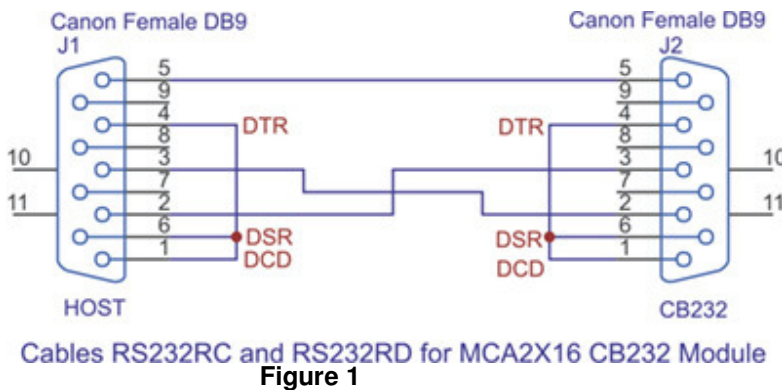 Canon Female DB9
Canon Female DB9
J1
J2
5
9
4
8
3
7
2
6
1
10
11
DTR
DSR
DCD
HOST
5
9
4
8
3
7
2
6
1
10
11
DTR
DSR
DCD
CB232
Cables RS232RC and RS232RD for MCA2X16 CB232 Module
Figure 1